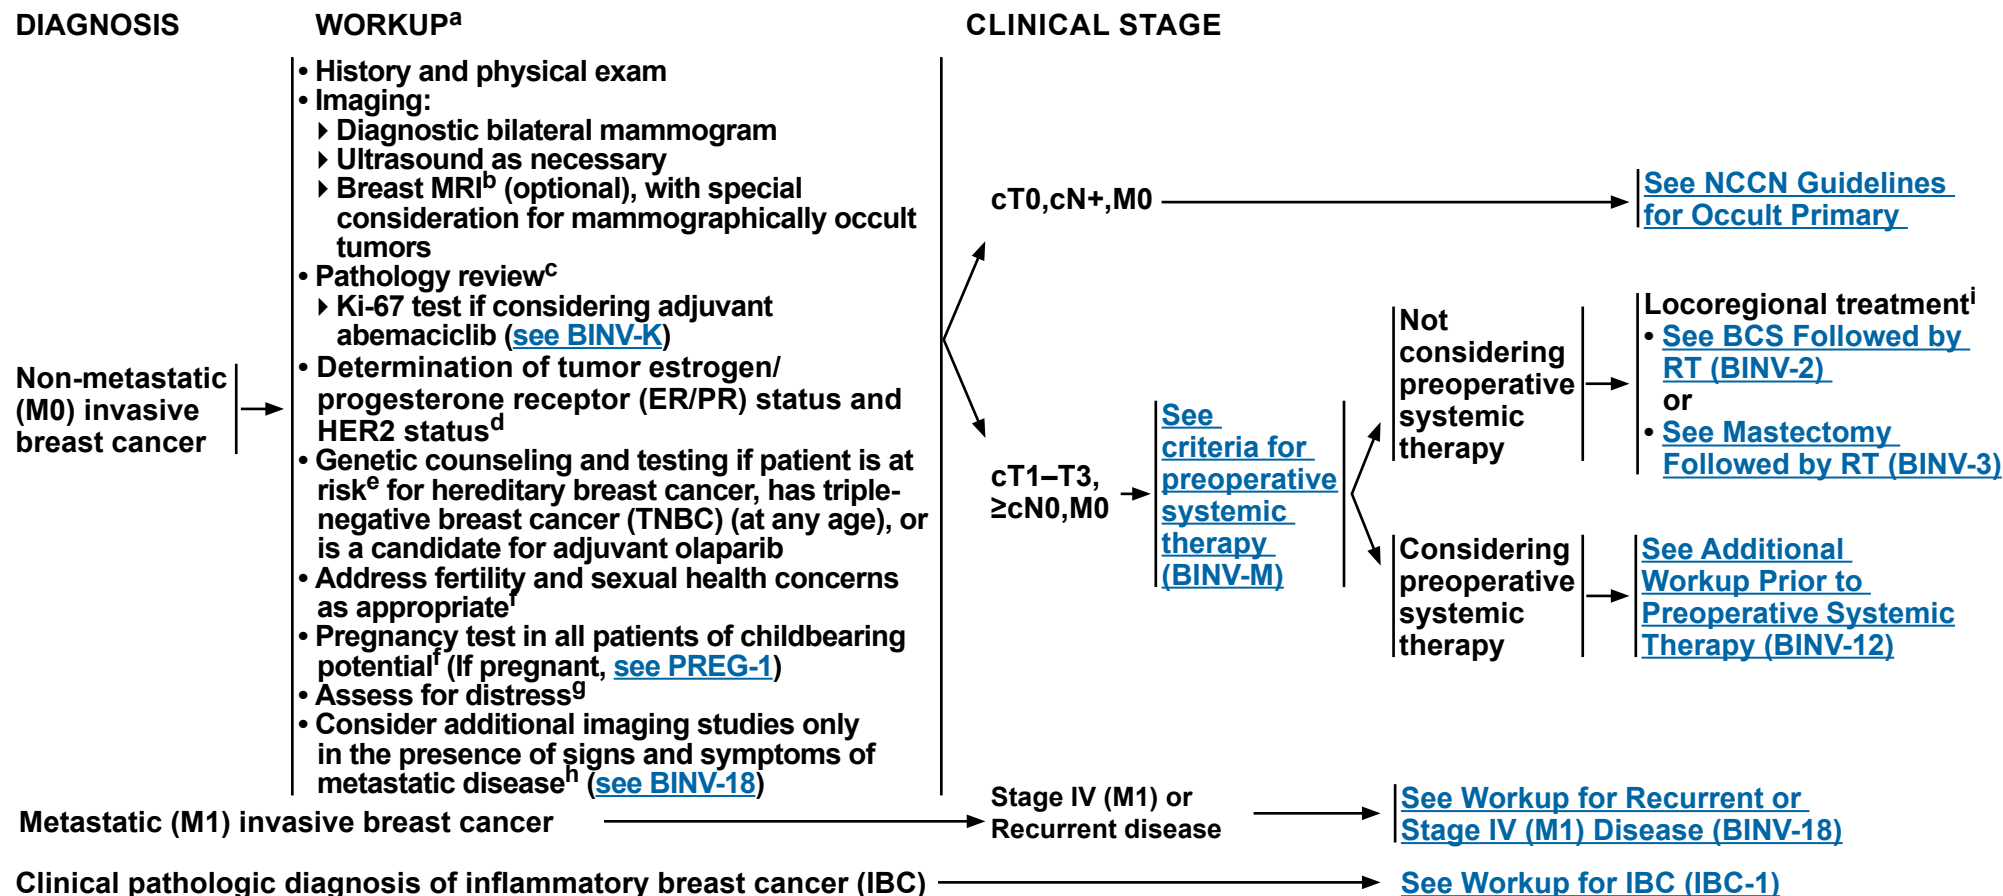 DIAGNOSIS
WORKUPa
CLINICAL STAGE
Non-metastatic
(M0) invasive
breast cancer
• History and physical exam
• Imaging:
▸ Diagnostic bilateral mammogram
▸ Ultrasound as necessary
▸ Breast MRIb (optional), with special
consideration for mammographically occult
tumors
• Pathology reviewc
▸ Ki-67 test if considering adjuvant
abemaciclib (see BINV-K)
• Determination of tumor estrogen/
progesterone receptor (ER/PR) status and
HER2 statusd
• Genetic counseling and testing if patient is at
riske for hereditary breast cancer, has triple-
negative breast cancer (TNBC) (at any age), or
is a candidate for adjuvant olaparib
• Address fertility and sexual health concerns
as appropriatef
• Pregnancy test in all patients of childbearing
potentialf (If pregnant, see PREG-1)
• Assess for distressg
• Consider additional imaging studies only
in the presence of signs and symptoms of
metastatic diseaseh (see BINV-18)
cT0,cN+,M0
See NCCN Guidelines
for Occult Primary
cT1–T3,
≥cN0,M0
See
criteria for
preoperative
systemic
therapy
(BINV-M)
Not
considering
preoperative
systemic
therapy
Locoregional treatmenti
• See BCS Followed by
RT (BINV-2)
or
• See Mastectomy
Followed by RT (BINV-3)
Considering
preoperative
systemic
therapy
See Additional
Workup Prior to
Preoperative Systemic
Therapy (BINV-12)
Metastatic (M1) invasive breast cancer
Stage IV (M1) or
Recurrent disease
See Workup for Recurrent or
Stage IV (M1) Disease (BINV-18)
Clinical pathologic diagnosis of inflammatory breast cancer (IBC)
See Workup for IBC (IBC-1)